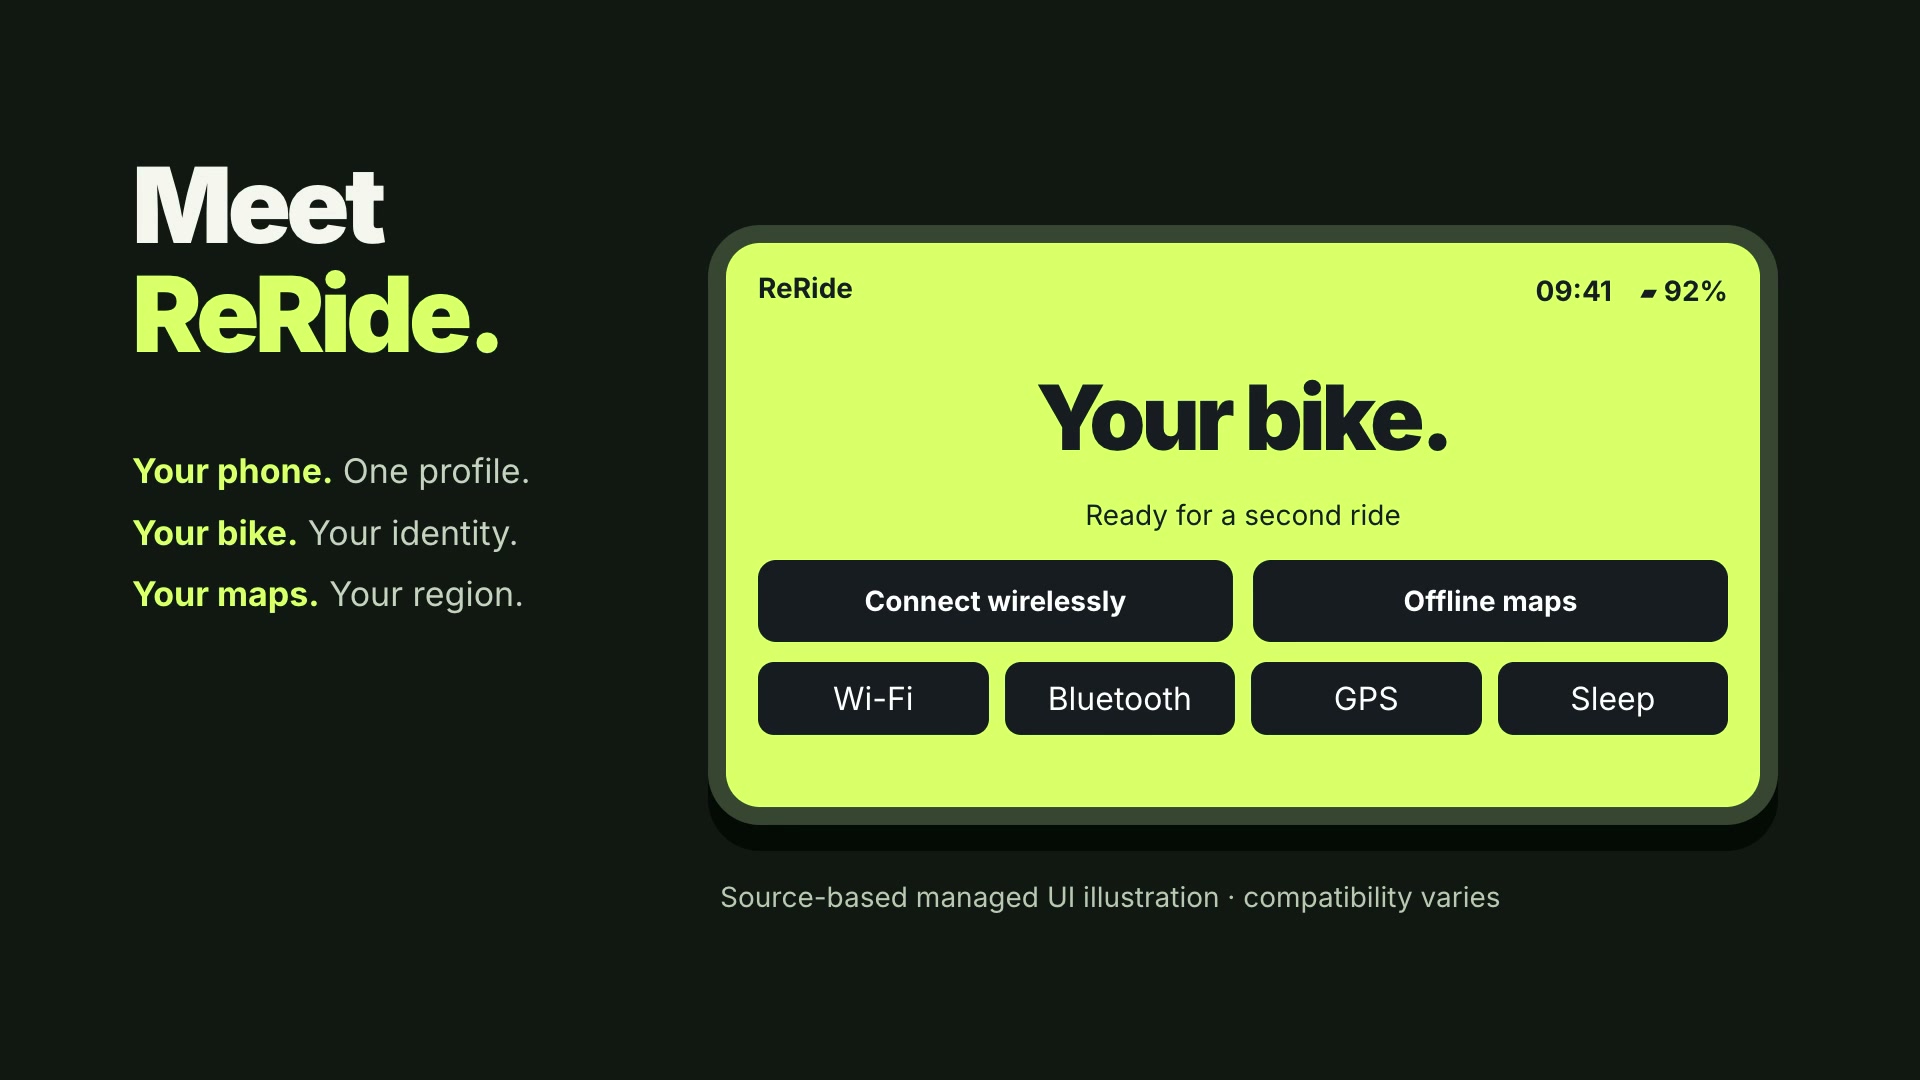 Meet
ReRide.
Your phone. One profile.
Your bike. Your identity.
Your maps. Your region.
ReRide
09:41 92%
Your bike.
Ready for a second ride
Connect wirelessly
Offline maps
Wi-Fi
Bluetooth
GPS
Sleep
Source-based managed UI illustration · compatibility varies